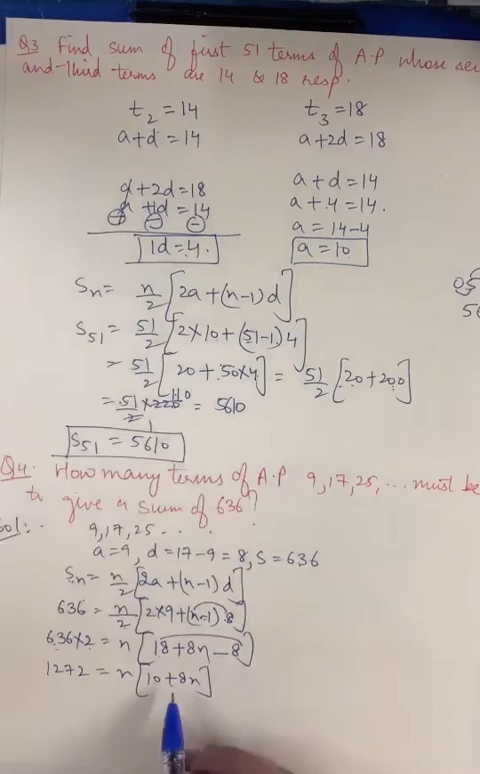 Q3 Find sum of first 51 terms of A.P whose
and third terms are 14 & 18 resp.
t₂ = 14
a+d = 14
t₃ = 18
a+2d = 18
a+2d = 18
a+1d = 14
1d = 4.
a+d = 14
a+4 = 14.
a = 14-4
a = 10
Sn = n/2 [2a+(n-1)d]
S51 = 51/2 [2×10+(51-1)4]
= 51/2 [20+50×4] = 51/2 [20+200]
= 51/2 × 220 110 = 5610
S51 = 5610
Q4. How many terms of A.P 9,17,25,... must be
to give a sum of 636?
Sol:-
9,17,25...
a=9, d=17-9=8, S=636
Sn = n/2 [2a+(n-1)d]
636 = n/2 [2×9+(n-1)8]
636×2 = n [18+8n-8]
1272 = n [10+8n]